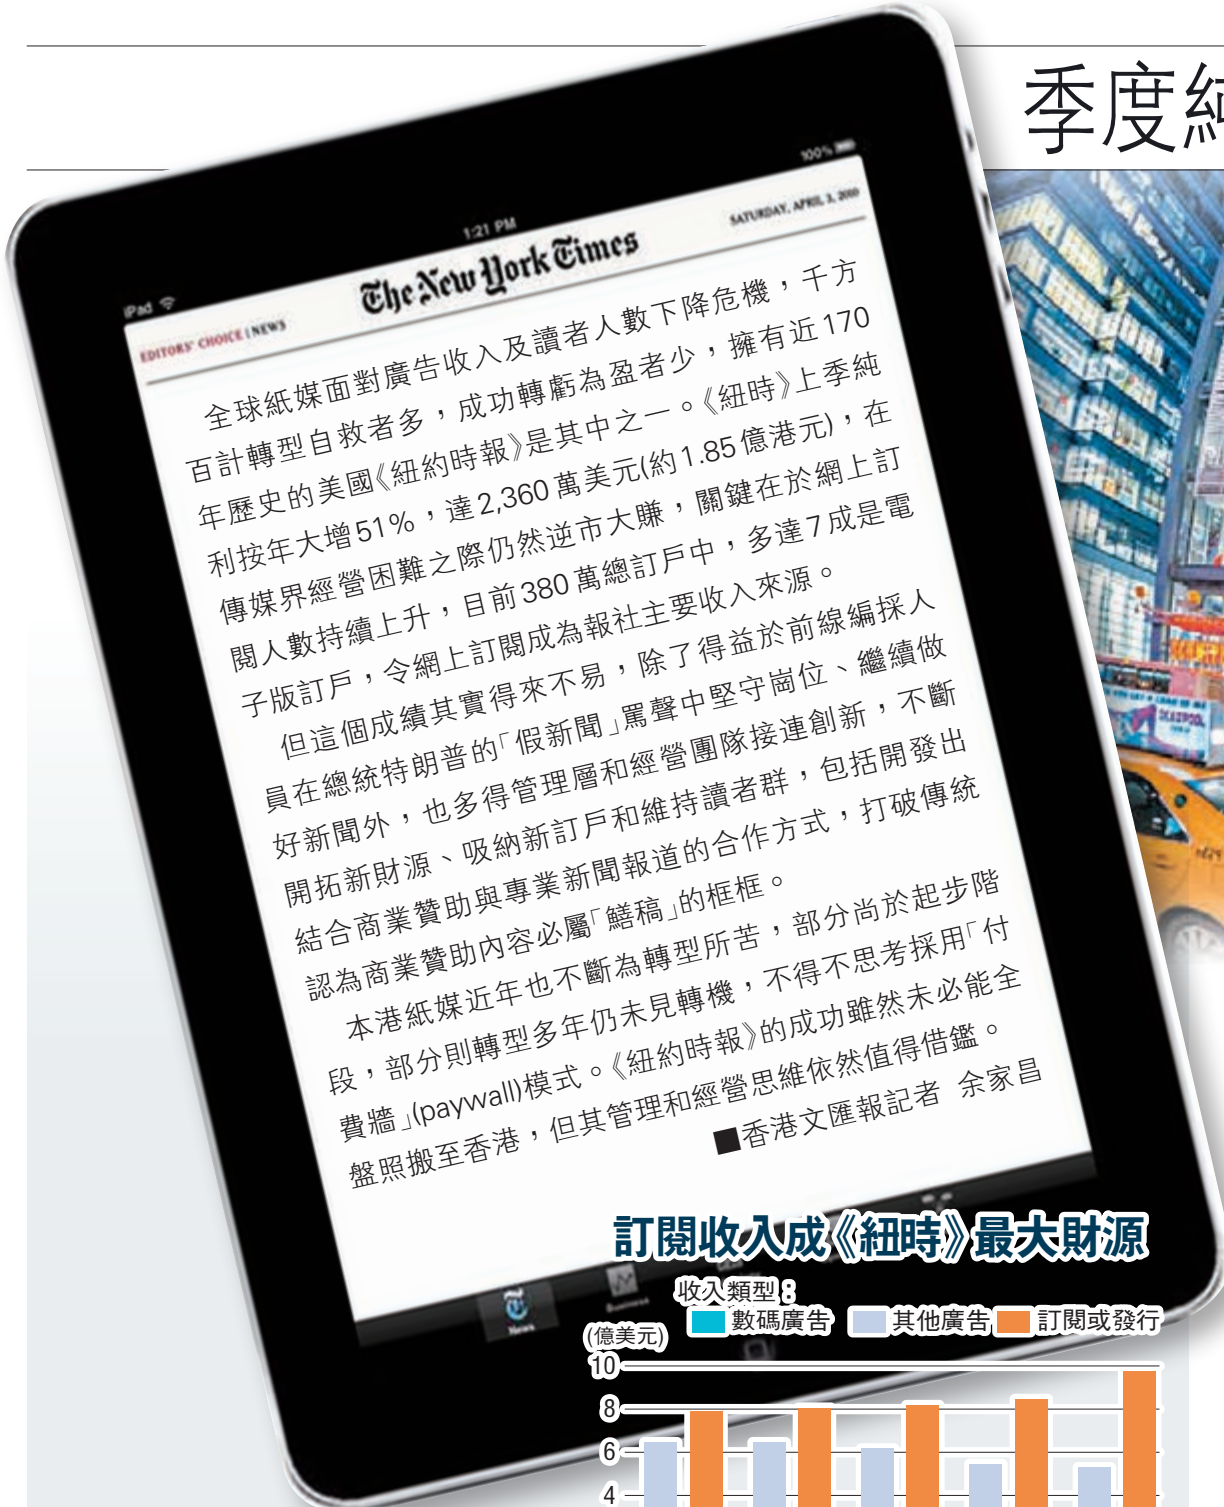 季度純
100%
1:21 PM
iPad
SATURDAY, APRIL 3, 2010
The New York Times
EDITORS' CHOICE | NEWS
全球紙媒面對廣告收入及讀者人數下降危機，千方
百計轉型自救者多，成功轉虧為盈者少，擁有近170
年歷史的美國《紐約時報》是其中之一。《紐時》上季純
利按年大增51%，達2,360萬美元(約1.85億港元)，在
傳媒界經營困難之際仍然逆市大賺，關鍵在於網上訂
閱人數持續上升，目前380萬總訂戶中，多達7成是電
子版訂戶，令網上訂閱成為報社主要收入來源。
但這個成績其實得來不易，除了得益於前線編採人
員在總統特朗普的「假新聞」罵聲中堅守崗位、繼續做
好新聞外，也多得管理層和經營團隊接連創新，不斷
開拓新財源、吸納新訂戶和維持讀者群，包括開發出
結合商業贊助與專業新聞報道的合作方式，打破傳統
認為商業贊助內容必屬「鱔稿」的框框。
本港紙媒近年也不斷為轉型所苦，部分尚於起步階
段，部分則轉型多年仍未見轉機，不得不思考採用「付
費牆」(paywall)模式。《紐約時報》的成功雖然未必能全
盤照搬至香港，但其管理和經營思維依然值得借鑑。
■香港文匯報記者 余家昌
News
Business
訂閱收入成《紐時》最大財源
收入類型：
數碼廣告 其他廣告 訂閱或發行
(億美元)
10
8
6
4
DEADPOOL